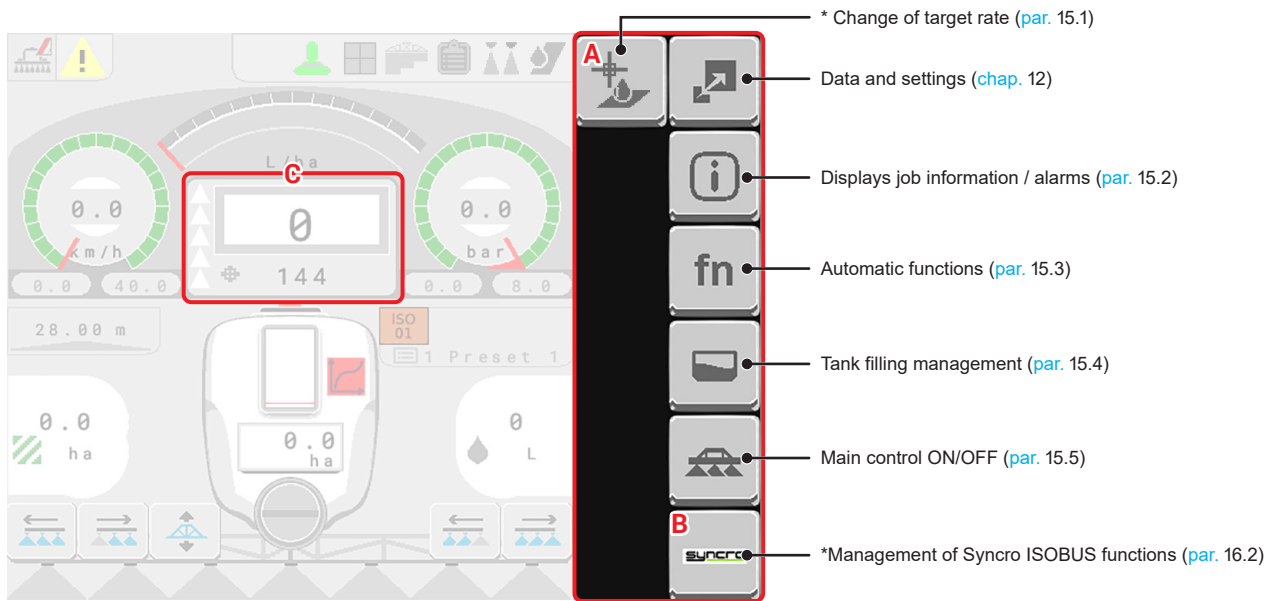 * Change of target rate (par. 15.1)
A
Data and settings (chap. 12)
L/ha
C
Displays job information / alarms (par. 15.2)
0.0
km/h
0.0 40.0
0
144
0.0
bar
0.0 8.0
fn
Automatic functions (par. 15.3)
28.00 m
ISO
01
1 Preset 1
Tank filling management (par. 15.4)
0.0
ha
0.0
ha
0
L
Main control ON/OFF (par. 15.5)
B
syncro
*Management of Syncro ISOBUS functions (par. 16.2)